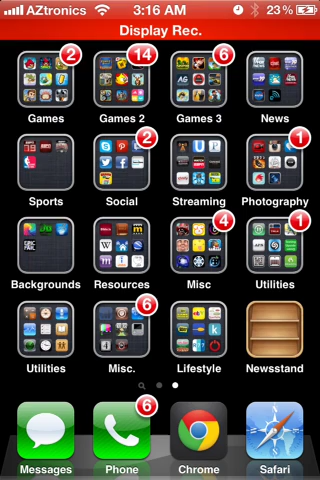 AZtronics 3:16 AM 23%
Display Rec.
2 14 6
Games Games 2 Games 3 News
2 1
Sports Social Streaming Photography
4 1
Backgrounds Resources Misc Utilities
6
Utilities Misc. Lifestyle Newsstand
6
Messages Phone Chrome Safari